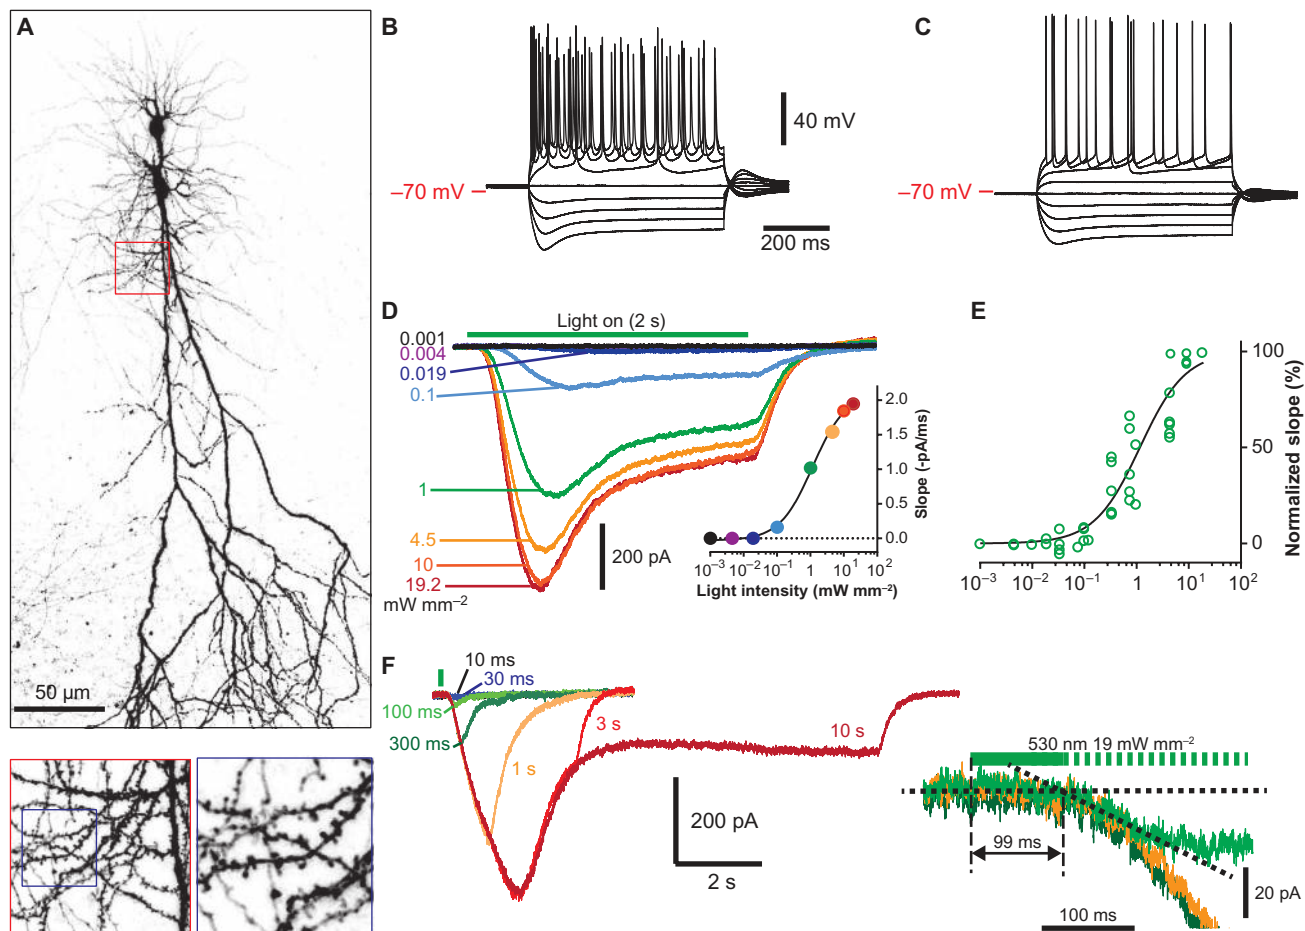 A
50 µm
B
40 mV
–70 mV
200 ms
C
–70 mV
D
Light on (2 s)
0.001
0.004
0.019
0.1
1
4.5
10
19.2
mW mm⁻²
200 pA
2.0
1.5
1.0
0.5
0.0
Slope (-pA/ms)
10⁻³ 10⁻² 10⁻¹ 1 10¹ 10²
Light intensity (mW mm⁻²)
E
100
50
0
Normalized slope (%)
10⁻³ 10⁻² 10⁻¹ 1 10¹ 10²
F
10 ms
30 ms
100 ms
300 ms
1 s
3 s
10 s
200 pA
2 s
530 nm 19 mW mm⁻²
99 ms
20 pA
100 ms